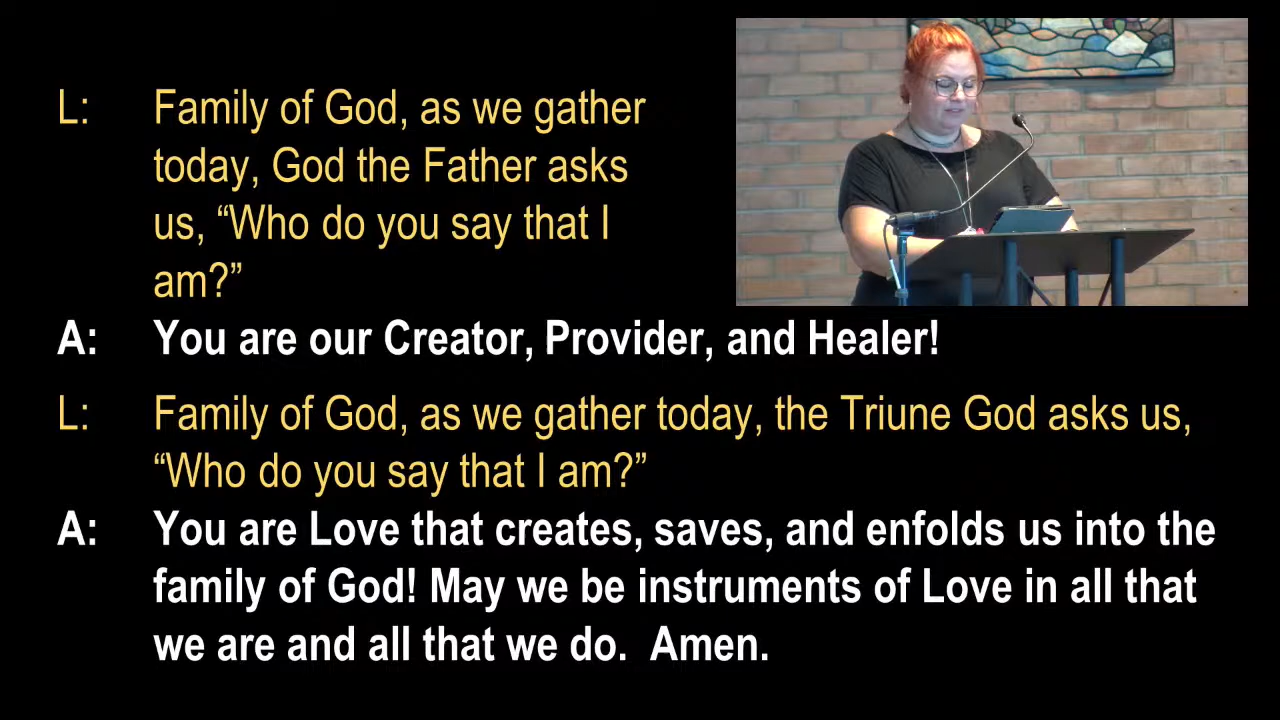 L: Family of God, as we gather
today, God the Father asks
us, “Who do you say that I
am?”
A: You are our Creator, Provider, and Healer!
L: Family of God, as we gather today, the Triune God asks us,
“Who do you say that I am?”
A: You are Love that creates, saves, and enfolds us into the
family of God! May we be instruments of Love in all that
we are and all that we do.  Amen.